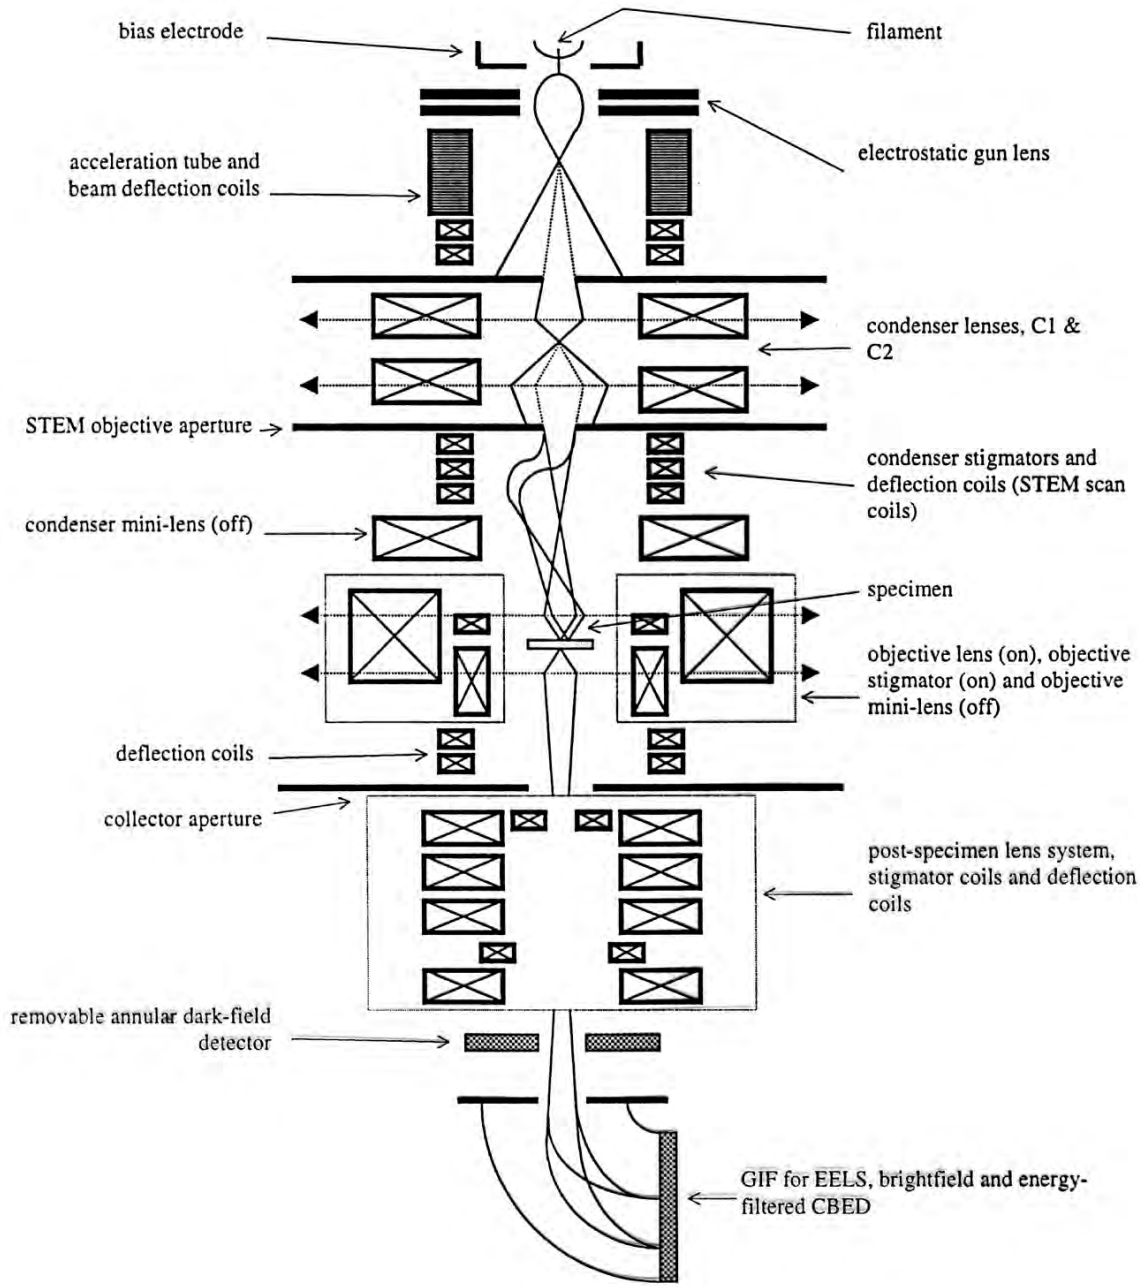 bias electrode
filament
acceleration tube and
beam deflection coils
electrostatic gun lens
condenser lenses, C1 &
C2
STEM objective aperture
condenser stigmators and
deflection coils (STEM scan
coils)
condenser mini-lens (off)
specimen
objective lens (on), objective
stigmator (on) and objective
mini-lens (off)
deflection coils
collector aperture
post-specimen lens system,
stigmator coils and deflection
coils
removable annular dark-field
detector
GIF for EELS, brightfield and energy-
filtered CBED